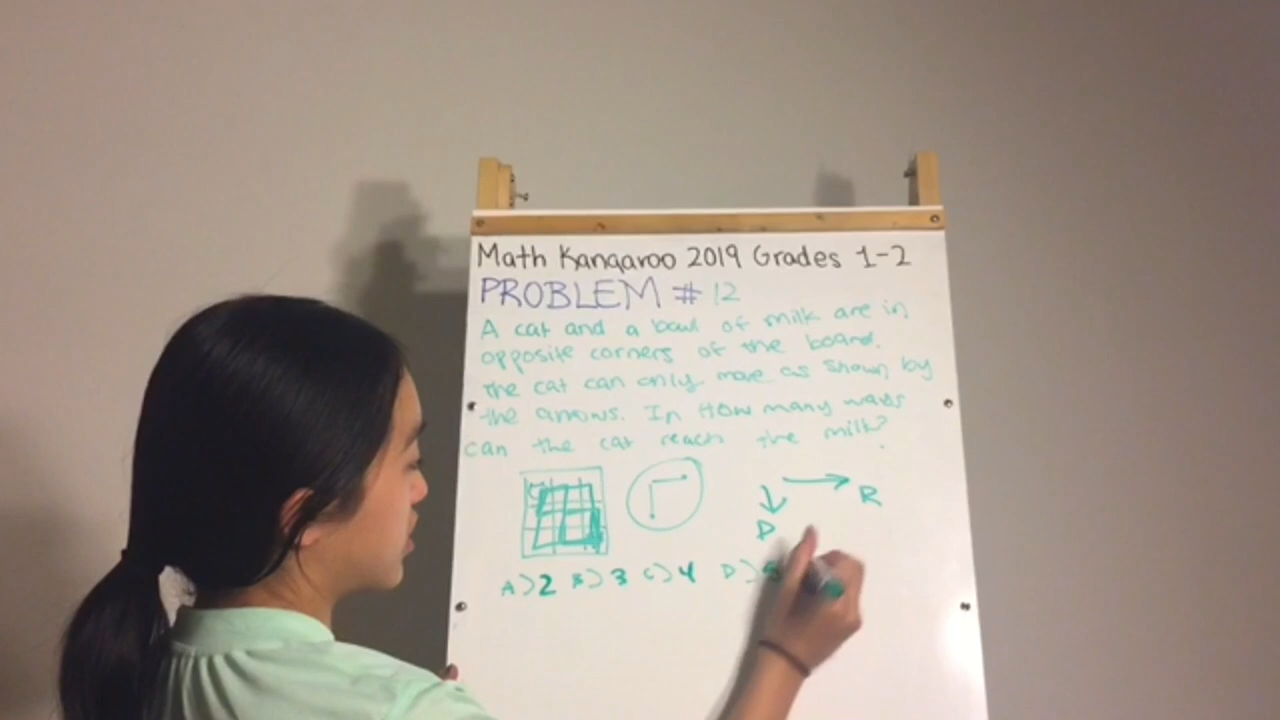 Math Kangaroo 2019 Grades 1-2
PROBLEM # 12
A cat and a bowl of milk are in
opposite corners of the board.
The cat can only move as shown by
the arrows. In How many ways
can the cat reach the milk?
R
D
A) 2 B) 3 C) 4 D)